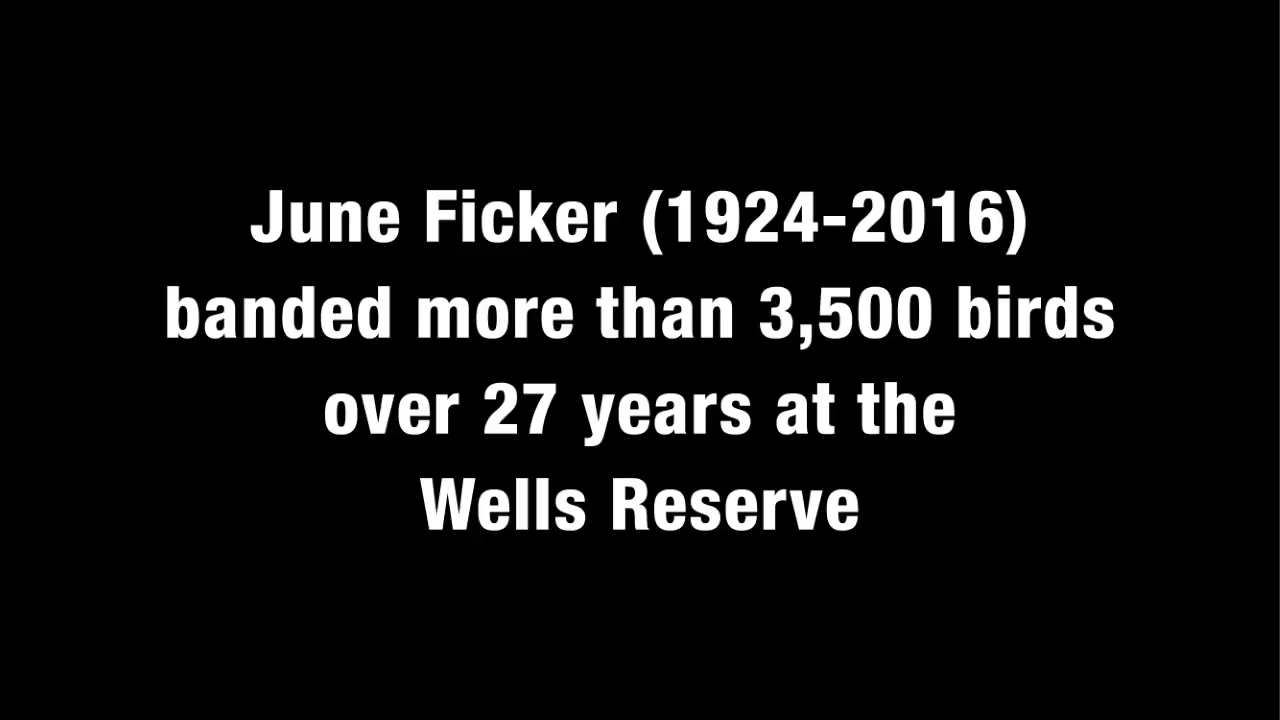 June Ficker (1924-2016)
banded more than 3,500 birds
over 27 years at the
Wells Reserve